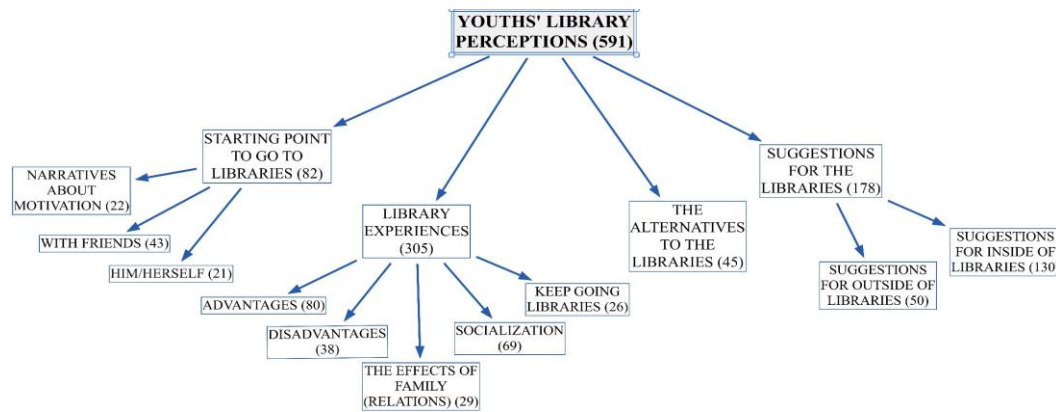 YOUTHS' LIBRARY
PERCEPTIONS (591)
STARTING POINT
TO GO TO
LIBRARIES (82)
NARRATIVES
ABOUT
MOTIVATION (22)
WITH FRIENDS (43)
HIM/HERSELF (21)
LIBRARY
EXPERIENCES
(305)
ADVANTAGES (80)
DISADVANTAGES
(38)
THE EFFECTS OF
FAMILY
(RELATIONS) (29)
SOCIALIZATION
(69)
KEEP GOING
LIBRARIES (26)
THE
ALTERNATIVES
TO THE
LIBRARIES (45)
SUGGESTIONS
FOR THE
LIBRARIES (178)
SUGGESTIONS
FOR OUTSIDE OF
LIBRARIES (50)
SUGGESTIONS
FOR INSIDE OF
LIBRARIES (130)